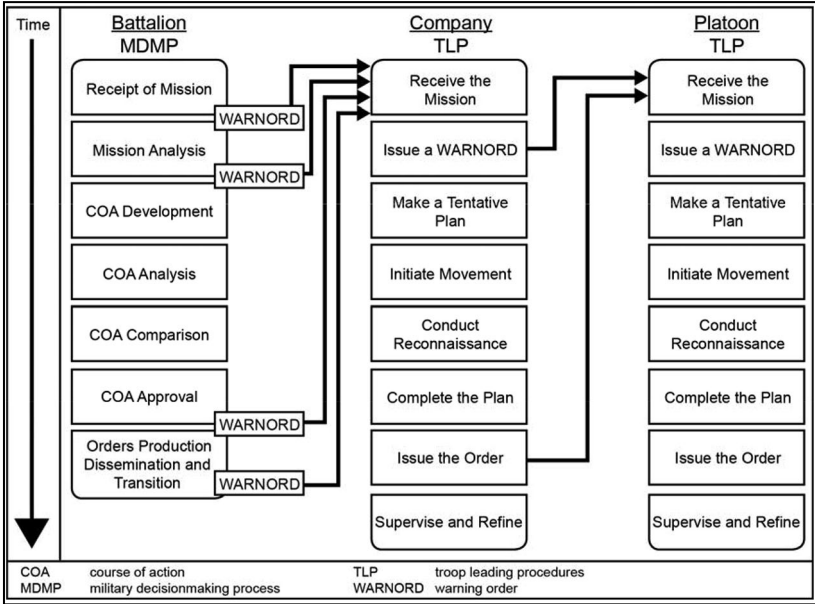 Time
Battalion
MDMP
Receipt of Mission
WARNORD
Mission Analysis
WARNORD
COA Development
COA Analysis
COA Comparison
COA Approval
WARNORD
Orders Production
Dissemination and
Transition
WARNORD
Company
TLP
Receive the
Mission
Issue a WARNORD
Make a Tentative
Plan
Initiate Movement
Conduct
Reconnaissance
Complete the Plan
Issue the Order
Supervise and Refine
Platoon
TLP
Receive the
Mission
Issue a WARNORD
Make a Tentative
Plan
Initiate Movement
Conduct
Reconnaissance
Complete the Plan
Issue the Order
Supervise and Refine
COA course of action
MDMP military decisionmaking process
TLP troop leading procedures
WARNORD warning order